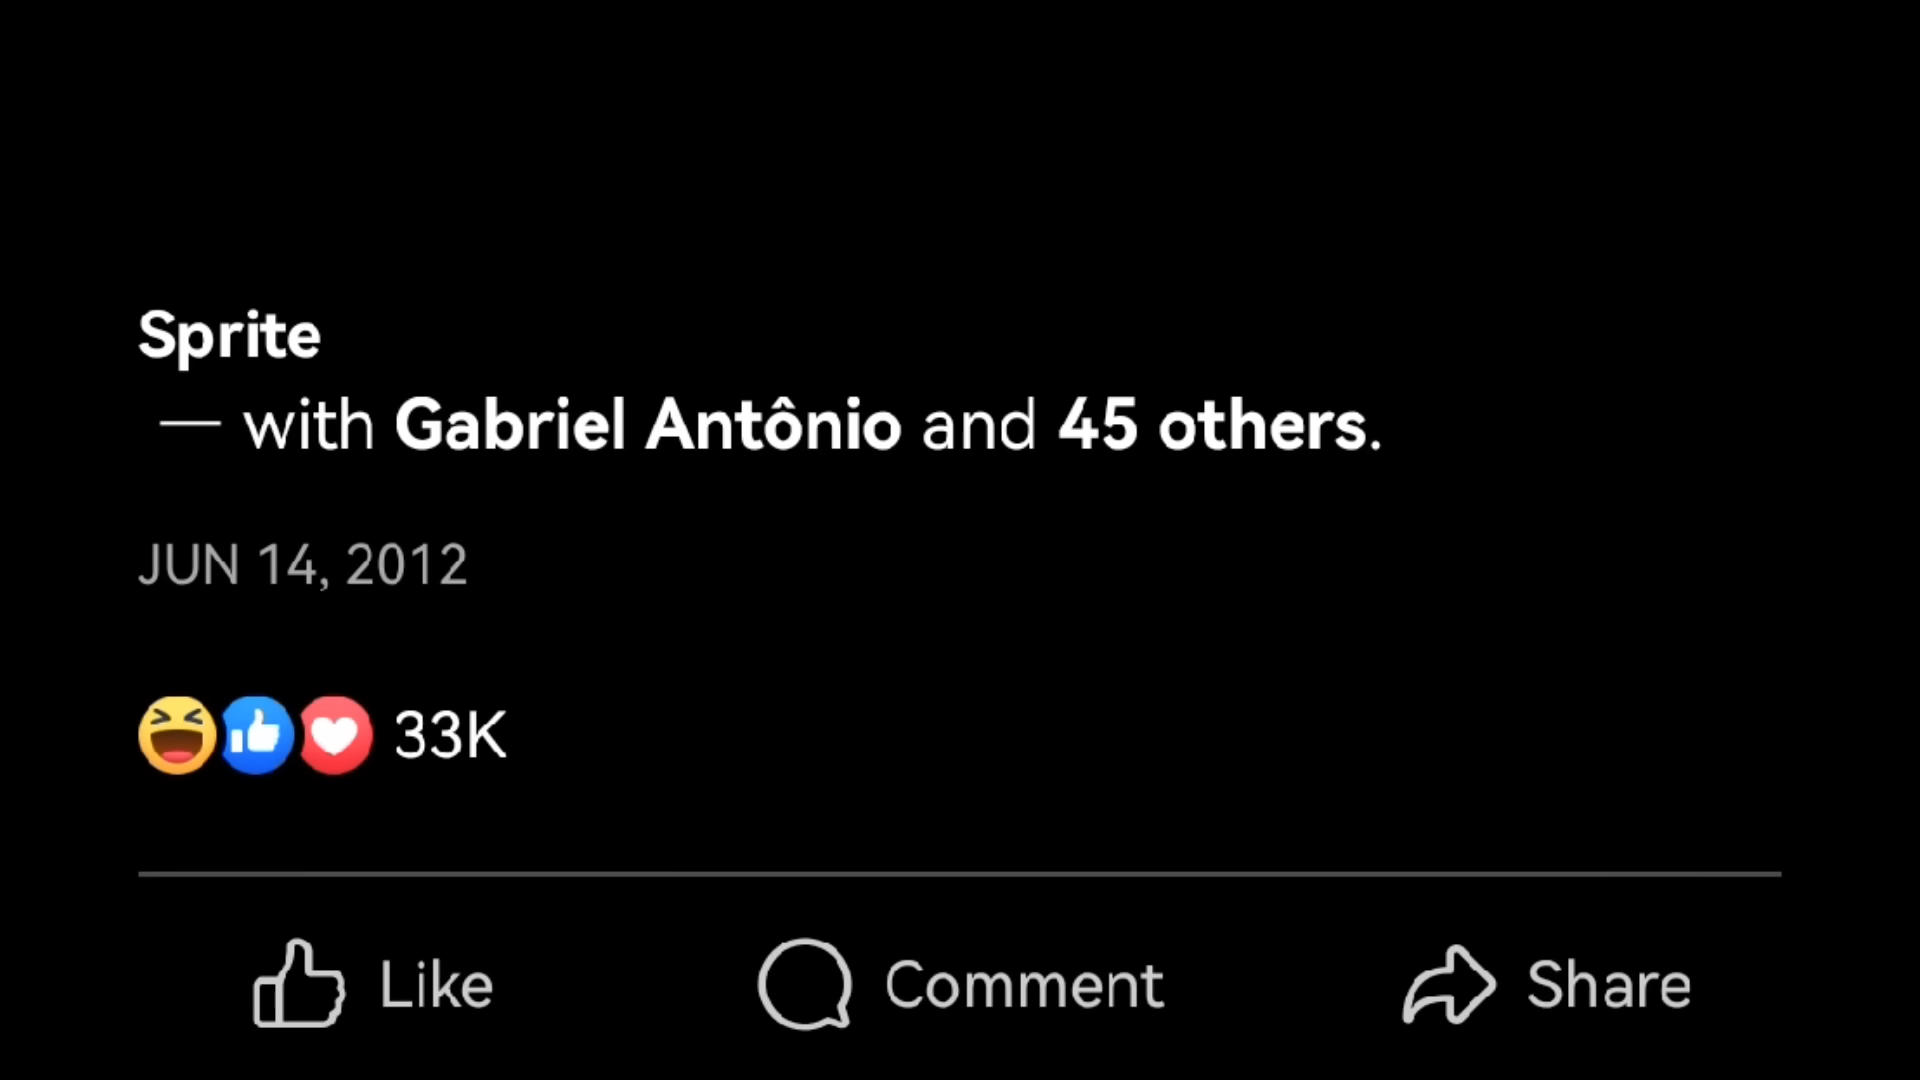 Sprite
— with Gabriel Antônio and 45 others.
JUN 14, 2012
33K
Like Comment Share